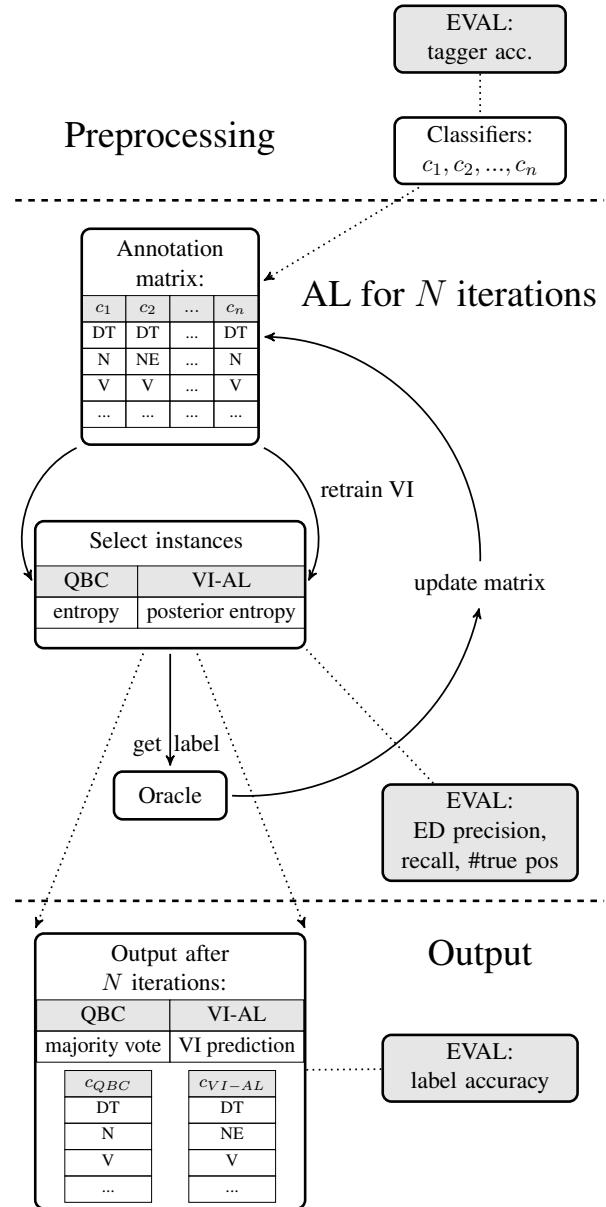 EVAL:
tagger acc.
Preprocessing
Classifiers:
c1, c2, ..., cn
Annotation
matrix:
c1 c2 ... cn
DT DT ... DT
N NE ... N
V V ... V
... ... ... ...
AL for N iterations
retrain VI
Select instances
QBC VI-AL
entropy posterior entropy
update matrix
get label
Oracle
EVAL:
ED precision,
recall, #true pos
Output after
N iterations:
Output
QBC VI-AL
majority vote VI prediction
EVAL:
label accuracy
cQBC cVI−AL
DT DT
N NE
V V
... ...